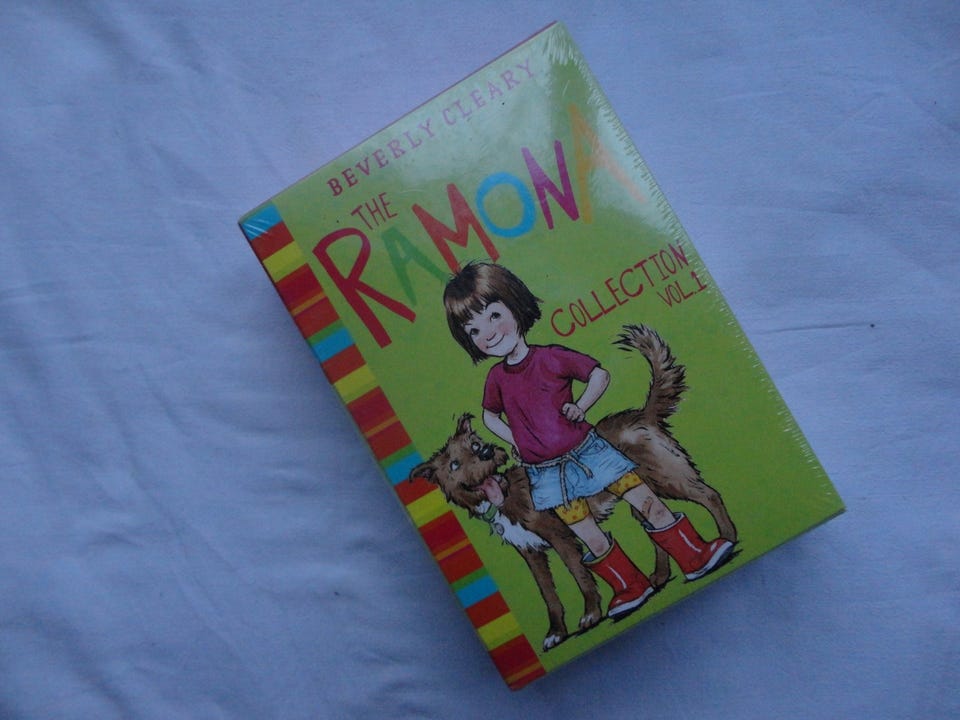 BEVERLY CLEARY
THE
RAMONA
COLLECTION
VOL.1